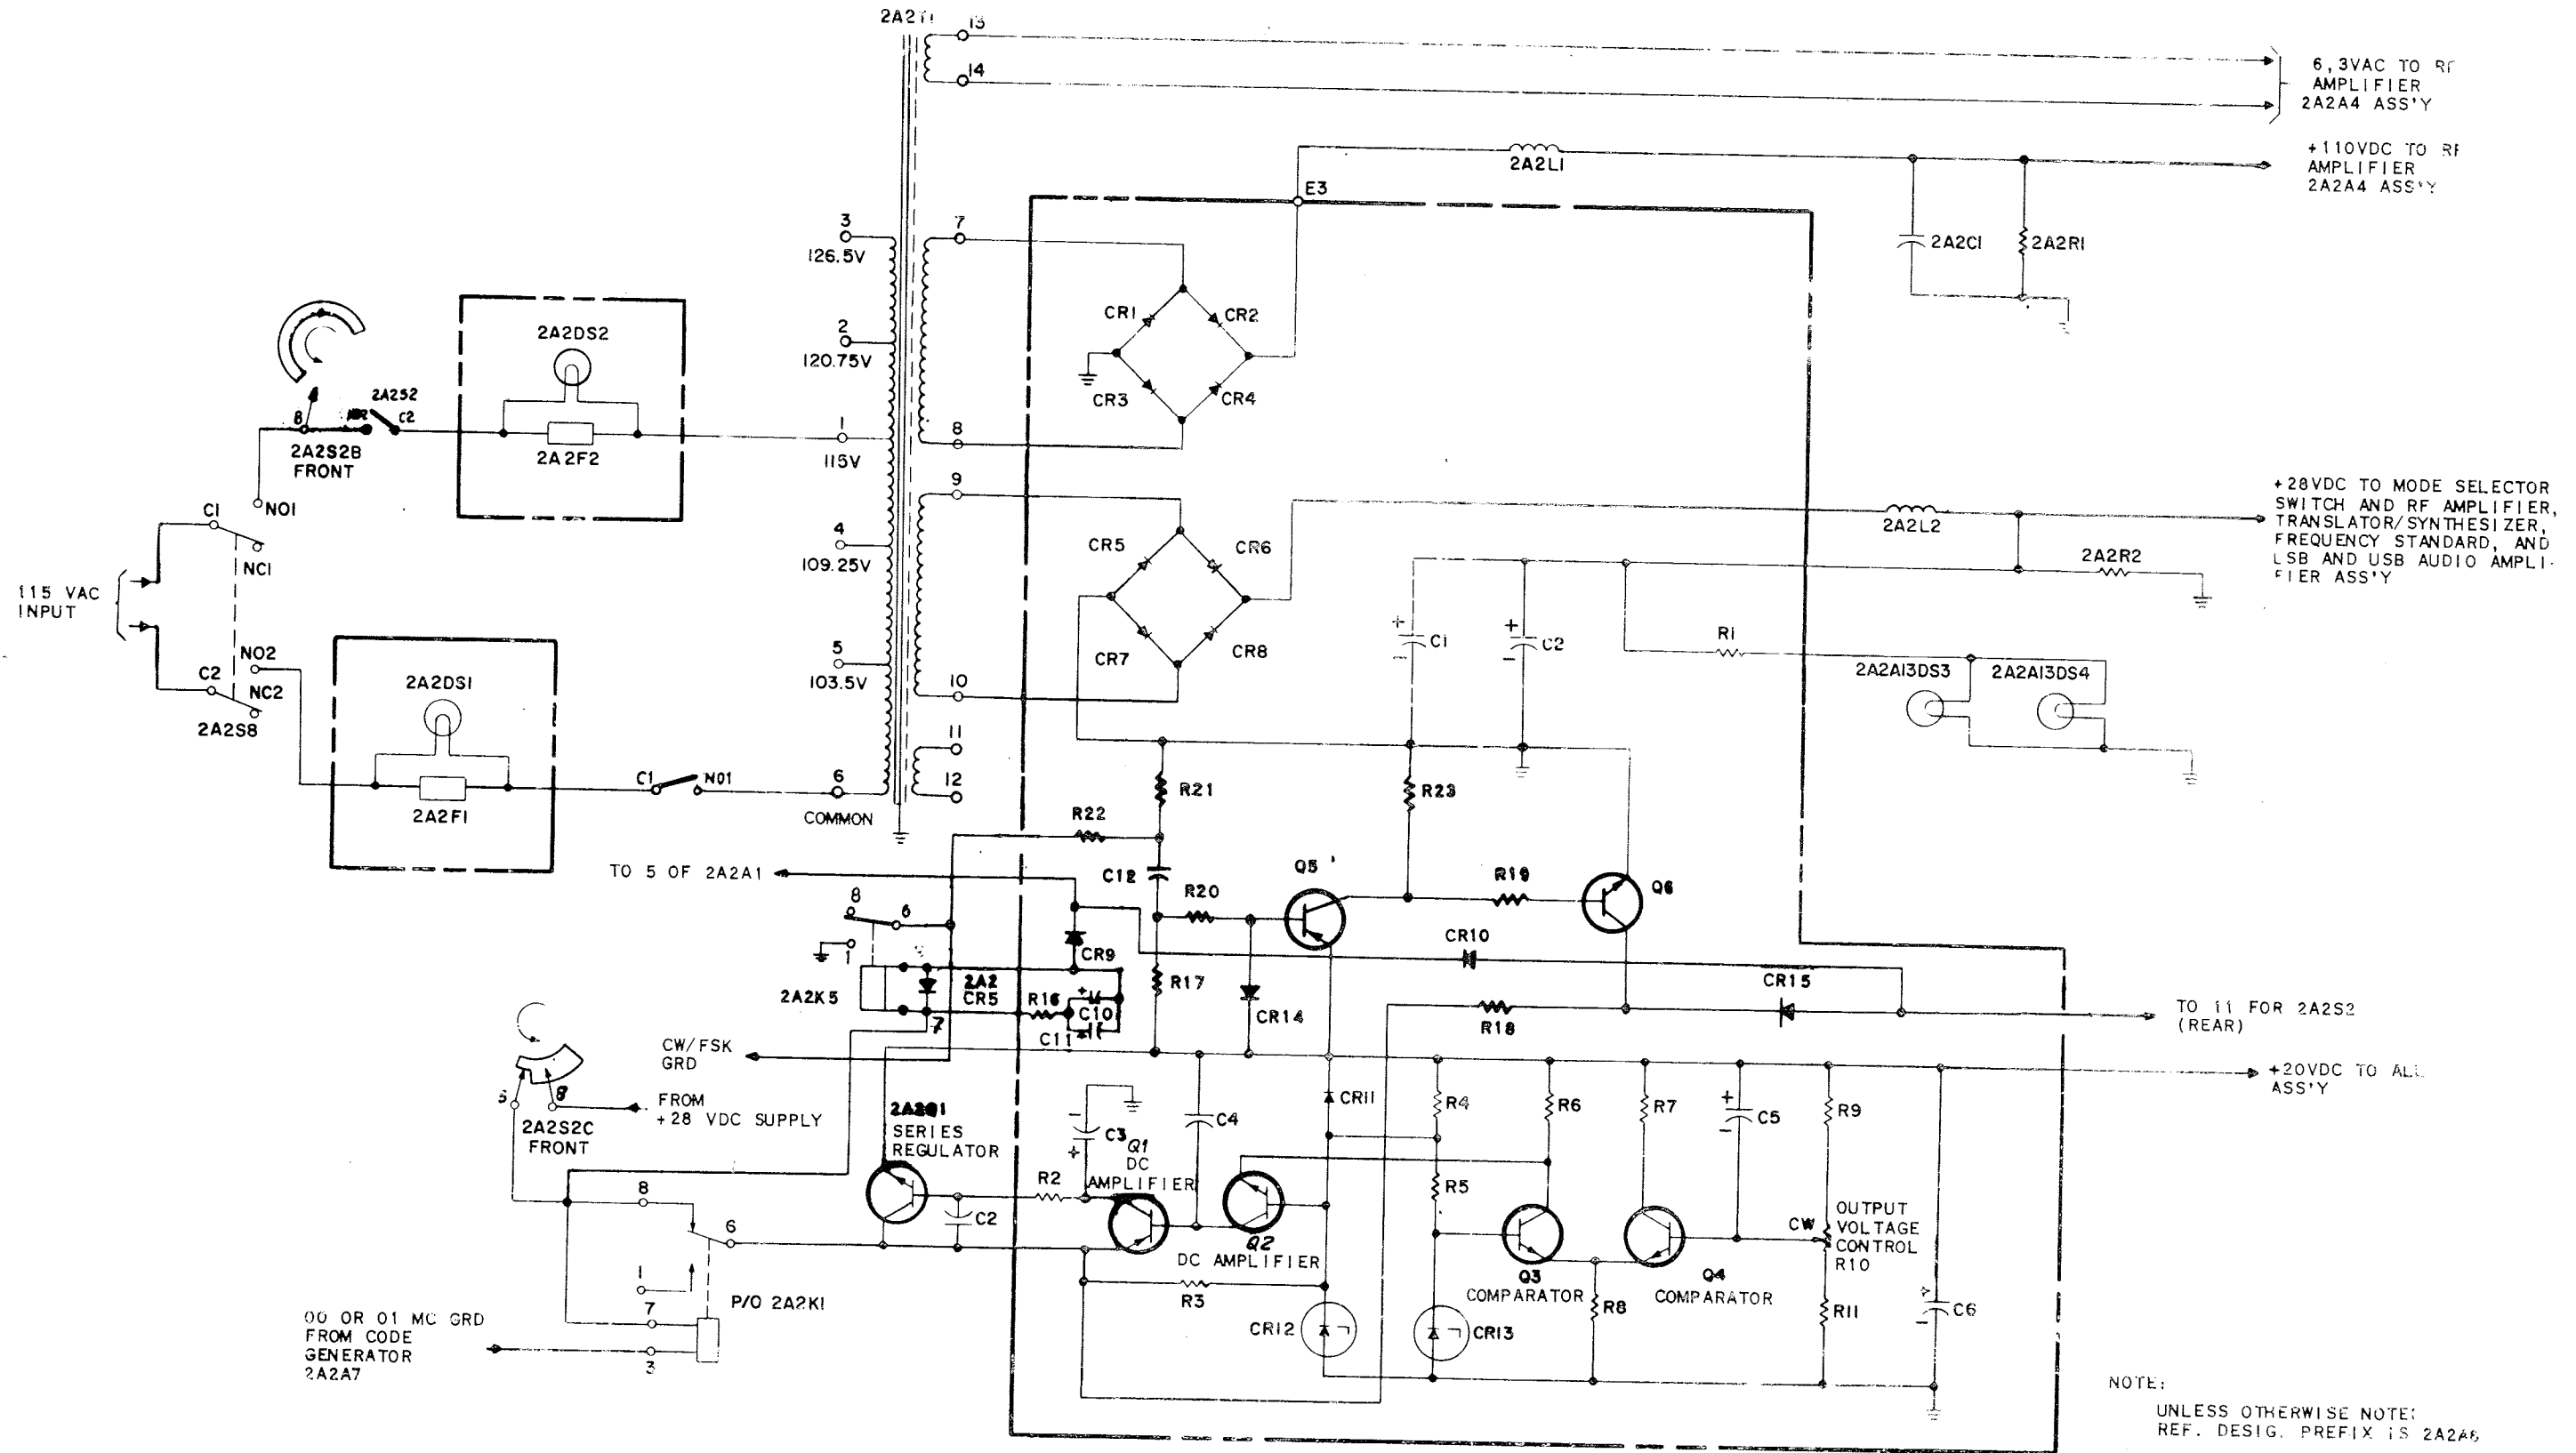 2A2T1
13
14
6,3VAC TO RF
AMPLIFIER
2A2A4 ASS'Y
+110VDC TO RF
AMPLIFIER
2A2A4 ASS'Y
2A2L1
E3
2A2C1
2A2R1
3
126.5V
2
120.75V
1
115V
4
109.25V
5
103.5V
6
COMMON
7
8
9
10
11
12
CR1
CR2
CR3
CR4
CR5
CR6
CR7
CR8
2A2DS2
2A2F2
8
2A2S2
C2
2A2S2B
FRONT
NO1
C1
NC1
115 VAC
INPUT
NO2
C2
NC2
2A2S8
2A2DS1
2A2F1
C1
NO1
2A2L2
+28VDC TO MODE SELECTOR
SWITCH AND RF AMPLIFIER,
TRANSLATOR/SYNTHESIZER,
FREQUENCY STANDARD, AND
LSB AND USB AUDIO AMPLI-
FIER ASS'Y
2A2R2
+
C1
−
+
C2
−
R1
2A2A13DS3
2A2A13DS4
R21
R22
R23
TO 5 OF 2A2A1
C12
R20
Q5
R19
Q6
8
6
1
2A2K5
2A2
CR5
7
CR9
R16
+
C10
C11
+
R17
CR14
CR10
CR15
R18
TO 11 FOR 2A2S2
(REAR)
CW/FSK
GRD
+20VDC TO ALL
ASS'Y
5
8
FROM
+28 VDC SUPPLY
2A2S2C
FRONT
2A2Q1
SERIES
REGULATOR
−
C3
+
C4
CR11
R4
R6
R7
+
C5
−
R9
Q1
DC
AMPLIFIER
R2
C2
R5
Q2
DC AMPLIFIER
Q3
COMPARATOR
Q4
COMPARATOR
CW
OUTPUT
VOLTAGE
CONTROL
R10
8
6
1
7
3
P/O 2A2K1
R3
CR12
CR13
R8
R11
+
C6
−
00 OR 01 MC GRD
FROM CODE
GENERATOR
2A2A7
NOTE:
UNLESS OTHERWISE NOTE:
REF. DESIG. PREFIX IS 2A2A8